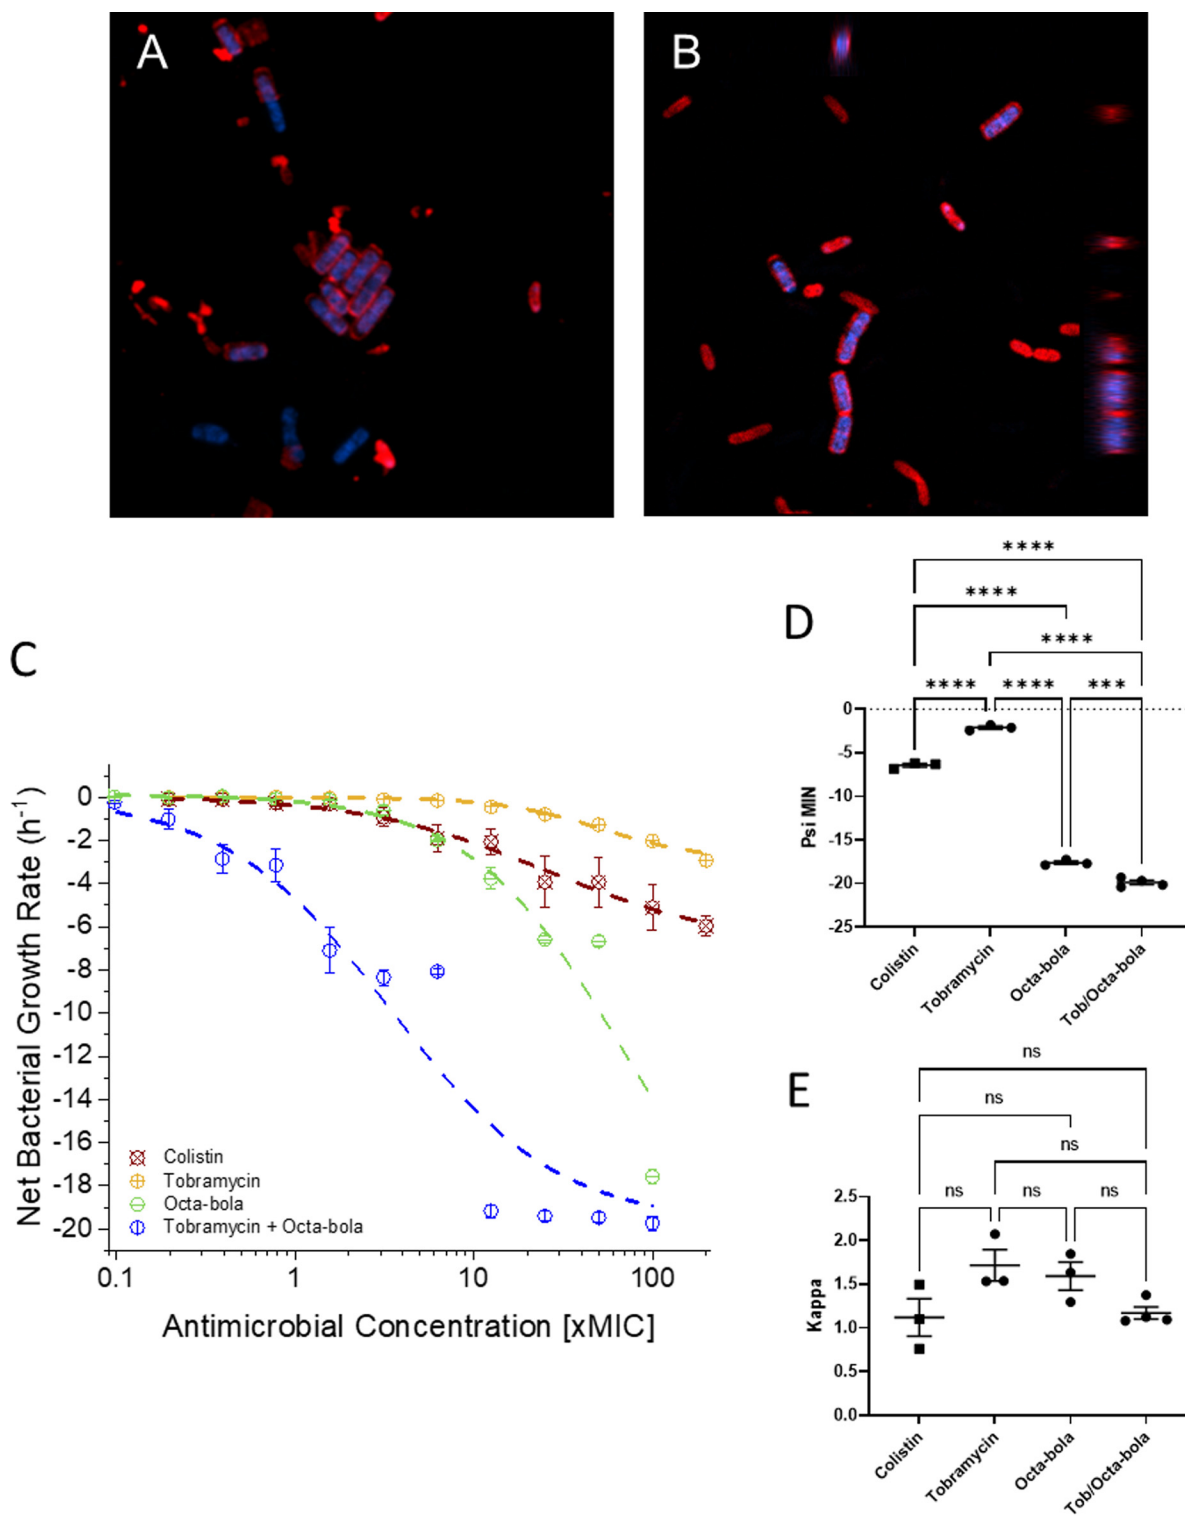 A
B
C
Net Bacterial Growth Rate (h-1)
0
-2
-4
-6
-8
-10
-12
-14
-16
-18
-20
Colistin
Tobramycin
Octa-bola
Tobramycin + Octa-bola
0.1
1
10
100
Antimicrobial Concentration [xMIC]
D
****
****
****
**** **** ***
Psi MIN
0
-5
-10
-15
-20
-25
Colistin
Tobramycin
Octa-bola
Tob/Octa-bola
E
ns
ns
ns
ns ns ns
Kappa
2.5
2.0
1.5
1.0
0.5
0.0
Colistin
Tobramycin
Octa-bola
Tob/Octa-bola